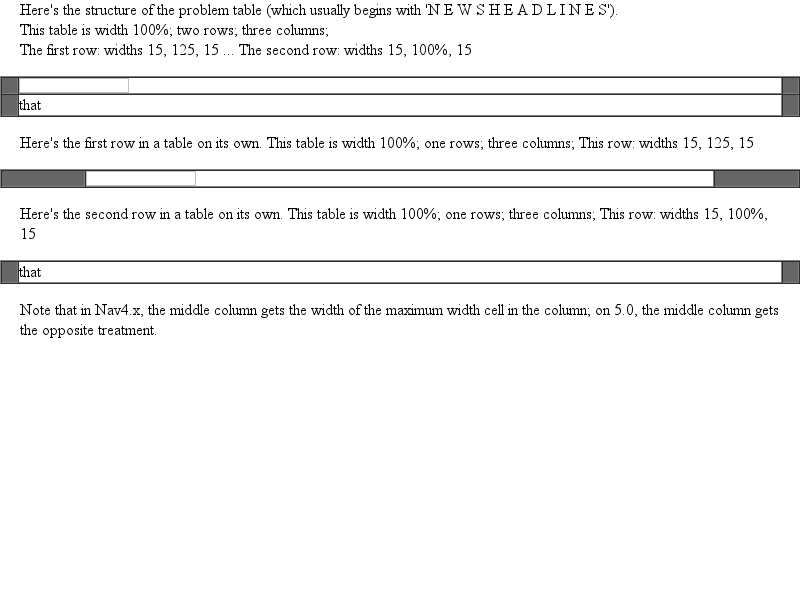 Here's the structure of the problem table (which usually begins with 'N E W S H E A D L I N E S').
This table is width 100%; two rows; three columns;
The first row: widths 15, 125, 15 ... The second row: widths 15, 100%, 15
that
Here's the first row in a table on its own. This table is width 100%; one rows; three columns; This row: widths 15, 125, 15
Here's the second row in a table on its own. This table is width 100%; one rows; three columns; This row: widths 15, 100%,
15
that
Note that in Nav4.x, the middle column gets the width of the maximum width cell in the column; on 5.0, the middle column gets
the opposite treatment.